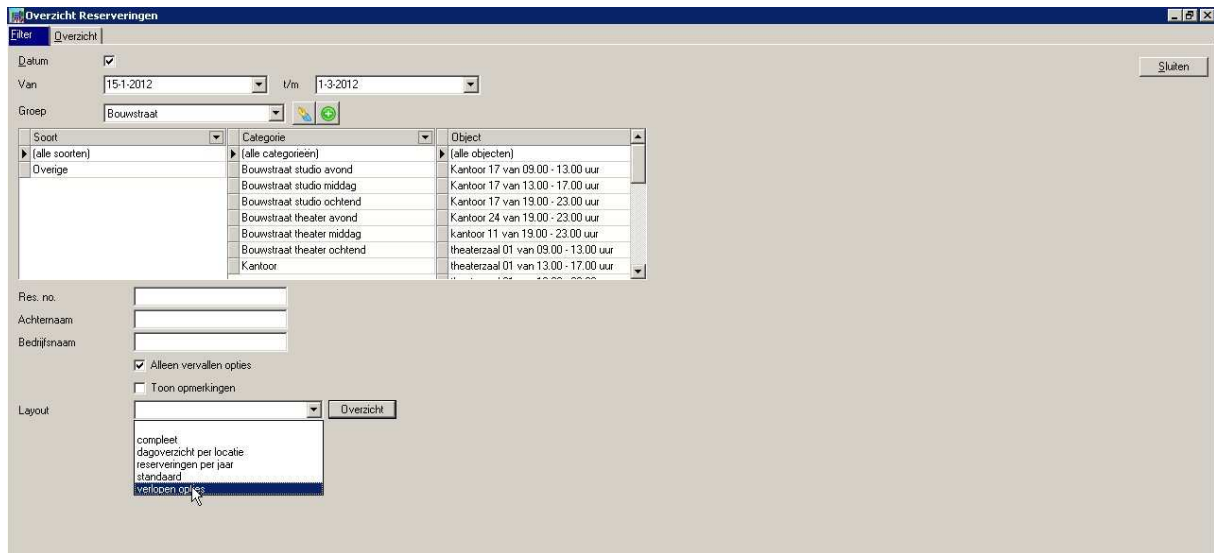 Overzicht Reserveringen
Filter Overzicht
Datum
Sluiten
Van 15-1-2012 t/m 1-3-2012
Groep Bouwstraat
Soort Categorie Object
(alle soorten) (alle categorieën) (alle objecten)
Overige Bouwstraat studio avond Kantoor 17 van 09.00 - 13.00 uur
Bouwstraat studio middag Kantoor 17 van 13.00 - 17.00 uur
Bouwstraat studio ochtend Kantoor 17 van 19.00 - 23.00 uur
Bouwstraat theater avond Kantoor 24 van 19.00 - 23.00 uur
Bouwstraat theater middag kantoor 11 van 19.00 - 23.00 uur
Bouwstraat theater ochtend theaterzaal 01 van 09.00 - 13.00 uur
Kantoor theaterzaal 01 van 13.00 - 17.00 uur
Res. no.
Achternaam
Bedrijfsnaam
Alleen vervallen opties
Toon opmerkingen
Layout Overzicht
compleet
dagoverzicht per locatie
reserveringen per jaar
standaard
verlopen opties